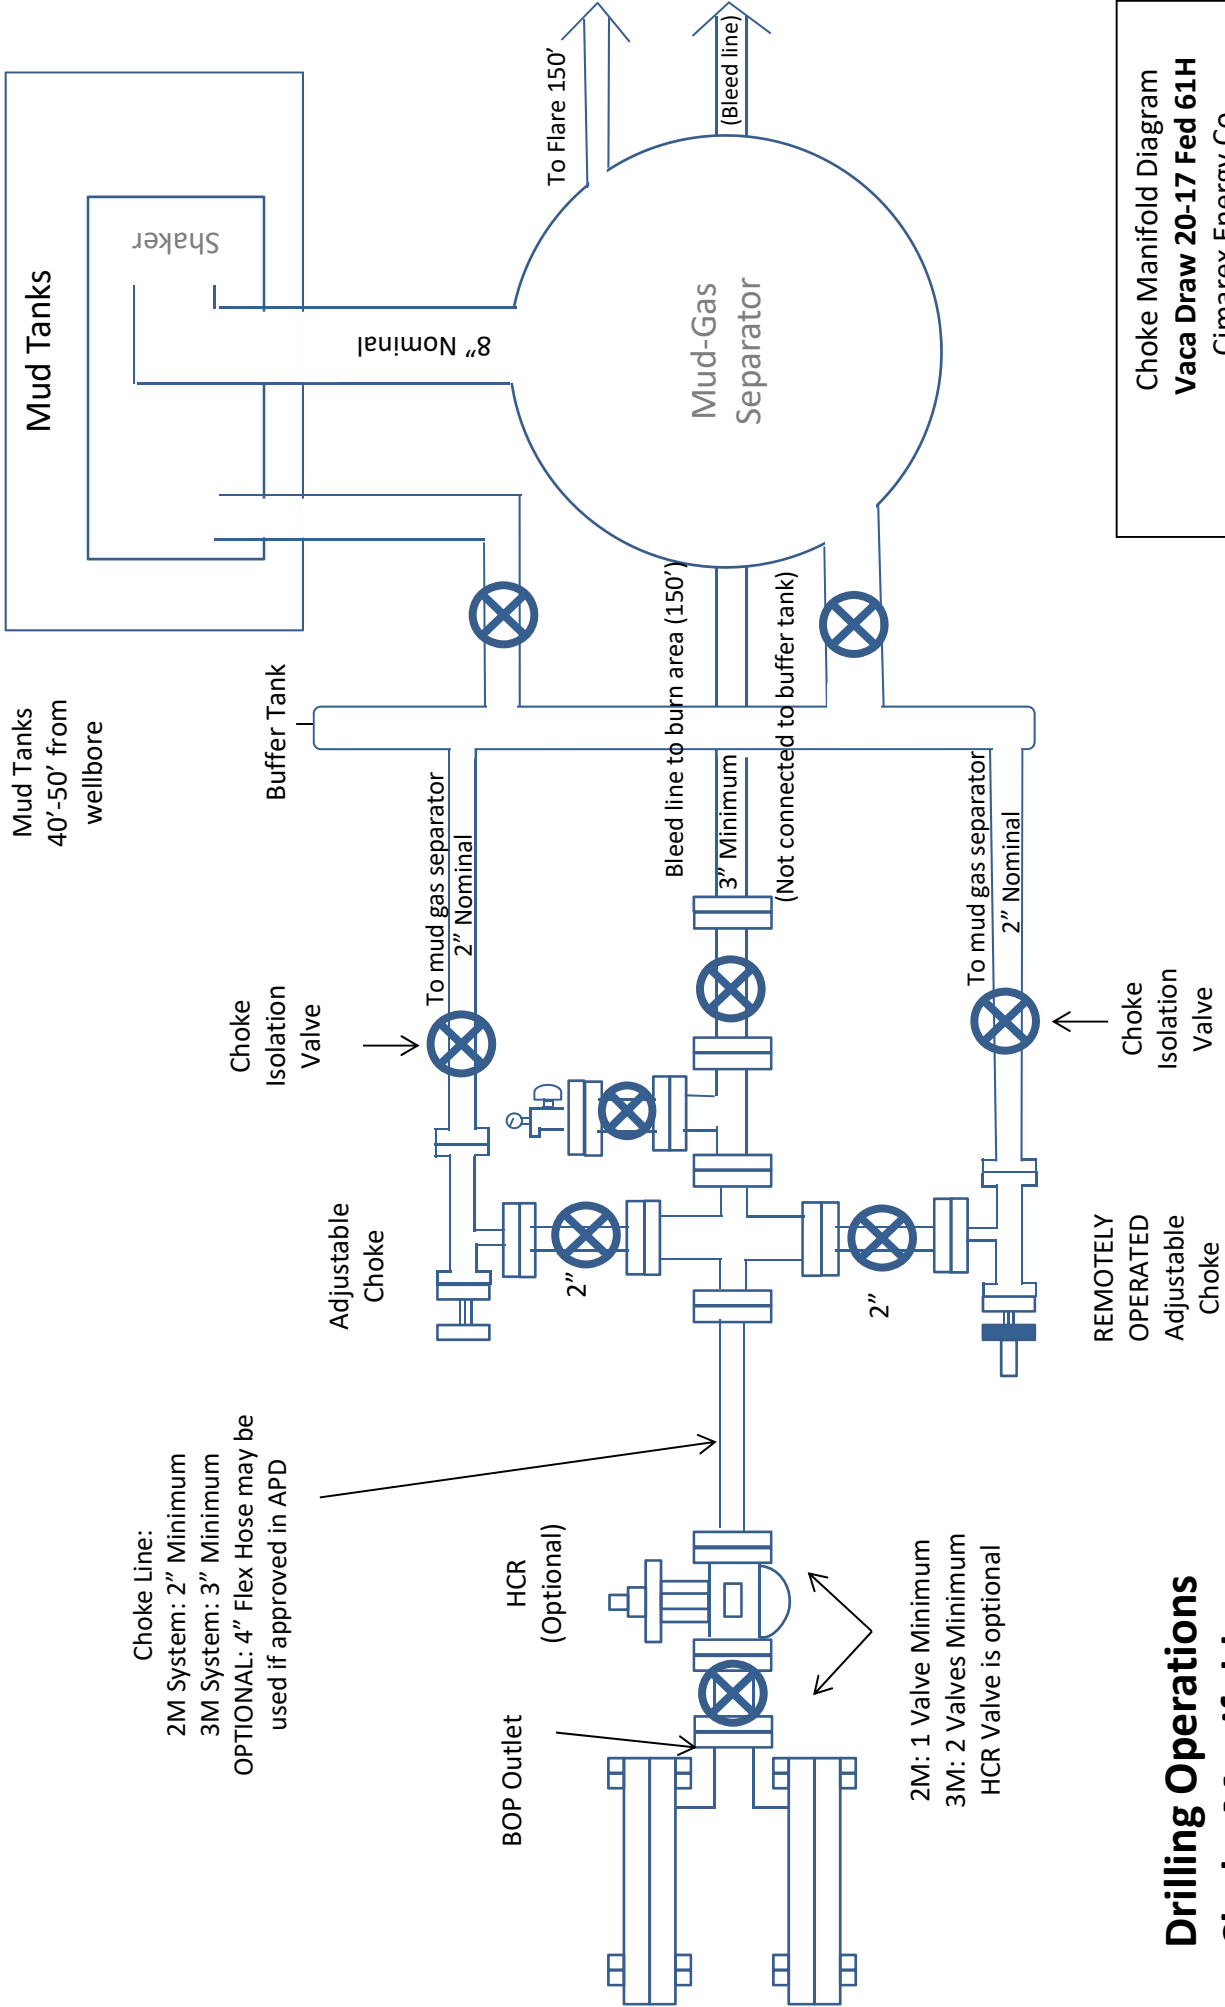 Mud Tanks
40’-50’ from
wellbore
Mud Tanks
Shaker
8” Nominal
Buffer Tank
To Flare 150’
(Bleed line)
Mud-Gas
Separator
Choke Line:
2M System: 2” Minimum
3M System: 3” Minimum
OPTIONAL: 4” Flex Hose may be
used if approved in APD
Adjustable
Choke
Choke
Isolation
Valve
To mud gas separator
2” Nominal
BOP Outlet
HCR
(Optional)
2”
Bleed line to burn area (150’)
3” Minimum
(Not connected to buffer tank)
2”
2M: 1 Valve Minimum
3M: 2 Valves Minimum
HCR Valve is optional
To mud gas separator
2” Nominal
REMOTELY
OPERATED
Adjustable
Choke
Choke
Isolation
Valve
Drilling Operations
Choke Manifold
Choke Manifold Diagram
Vaca Draw 20-17 Fed 61H
Cimarex Energy Co.